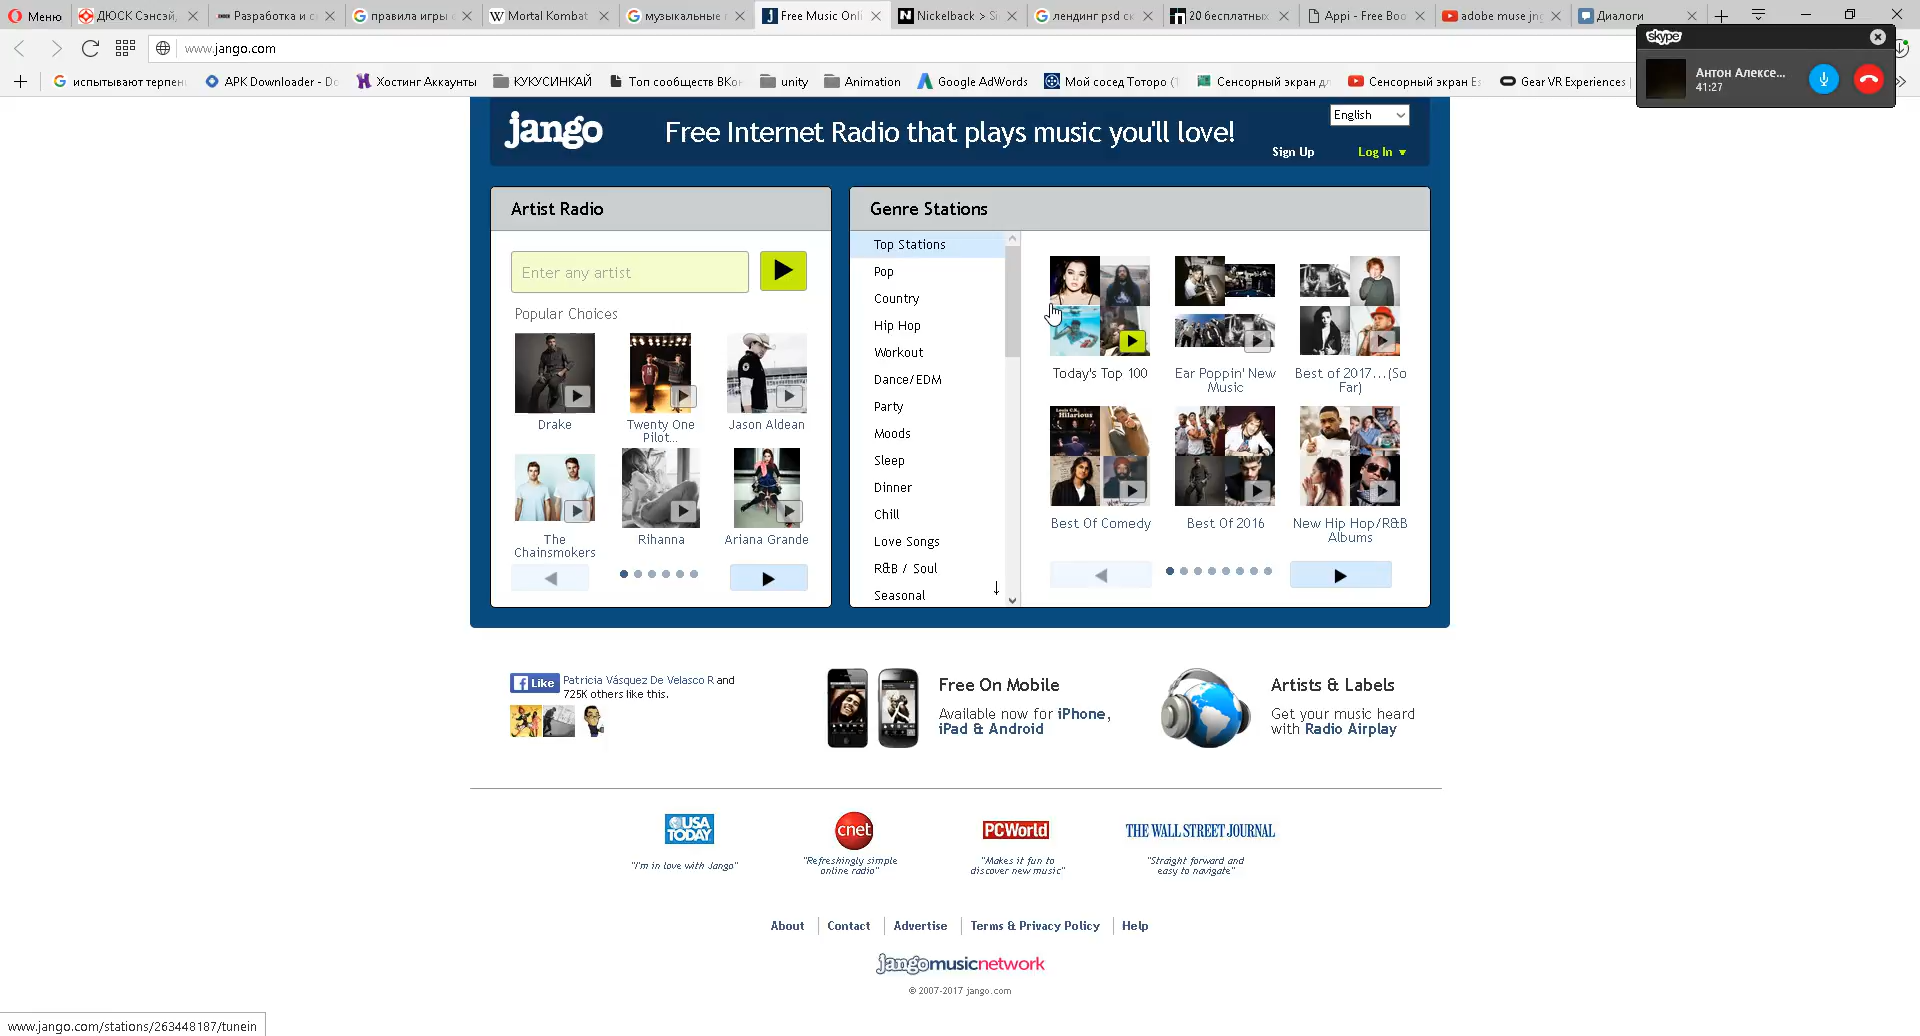 Меню
ДЮСК Сэнсэй,
Разработка и с
правила игры
Mortal Kombat
музыкальные
Free Music Onli
Nickelback > Si
лендинг psd ск
20 бесплатных
Appi - Free Boo
adobe muse jng
Диалоги
www.jango.com
испытывают терпен
APK Downloader - Do
Хостинг Аккаунты
КУКУСИНКАЙ
Топ сообществ ВКон
unity
Animation
Google AdWords
Мой сосед Тоторо (T
Сенсорный экран дл
Сенсорный экран Es
Gear VR Experiences
skype
Антон Алексе...
41:27
jango
Free Internet Radio that plays music you'll love!
English
Sign Up
Log In
Artist Radio
Enter any artist
Popular Choices
Drake
Twenty One
Pilot...
Jason Aldean
The
Chainsmokers
Rihanna
Ariana Grande
Genre Stations
Top Stations
Pop
Country
Hip Hop
Workout
Dance/EDM
Party
Moods
Sleep
Dinner
Chill
Love Songs
R&B / Soul
Seasonal
Today's Top 100
Ear Poppin' New
Music
Best of 2017...(So
Far)
Best Of Comedy
Best Of 2016
New Hip Hop/R&B
Albums
Like
Patricia Vásquez De Velasco R and
725K others like this.
Free On Mobile
Available now for iPhone,
iPad & Android
Artists & Labels
Get your music heard
with Radio Airplay
USA
TODAY
"I'm in love with Jango"
cnet
"Refreshingly simple
online radio"
PCWorld
"Makes it fun to
discover new music"
THE WALL STREET JOURNAL
"Straight forward and
easy to navigate"
About
Contact
Advertise
Terms & Privacy Policy
Help
jangomusicnetwork
© 2007-2017 jango.com
www.jango.com/stations/263448187/tunein